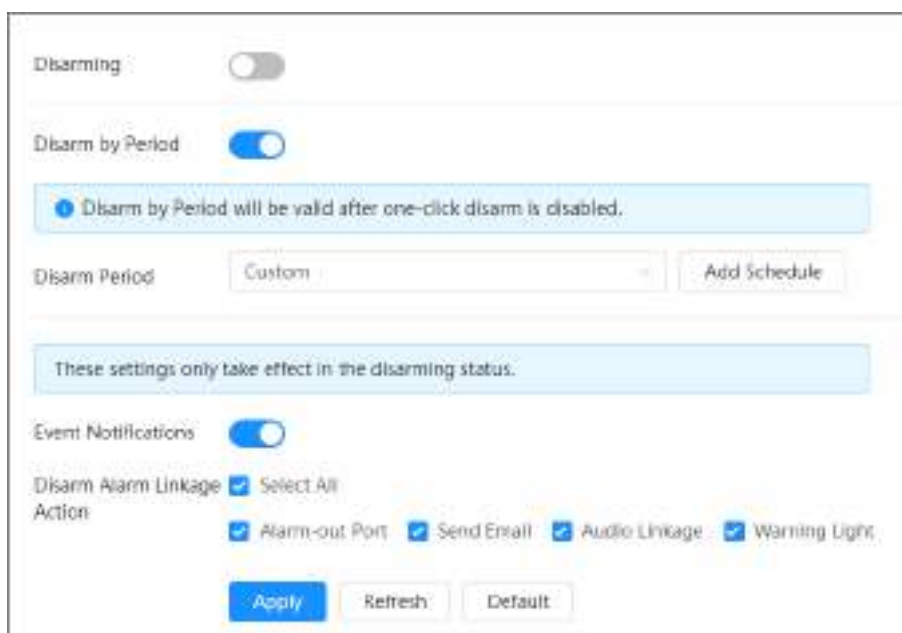 Disarming
Disarm by Period
Disarm by Period will be valid after one-click disarm is disabled.
Disarm Period Custom Add Schedule
These settings only take effect in the disarming status.
Event Notifications
Disarm Alarm Linkage Select All
Action
Alarm-out Port Send Email Audio Linkage Warning Light
Apply Refresh Default